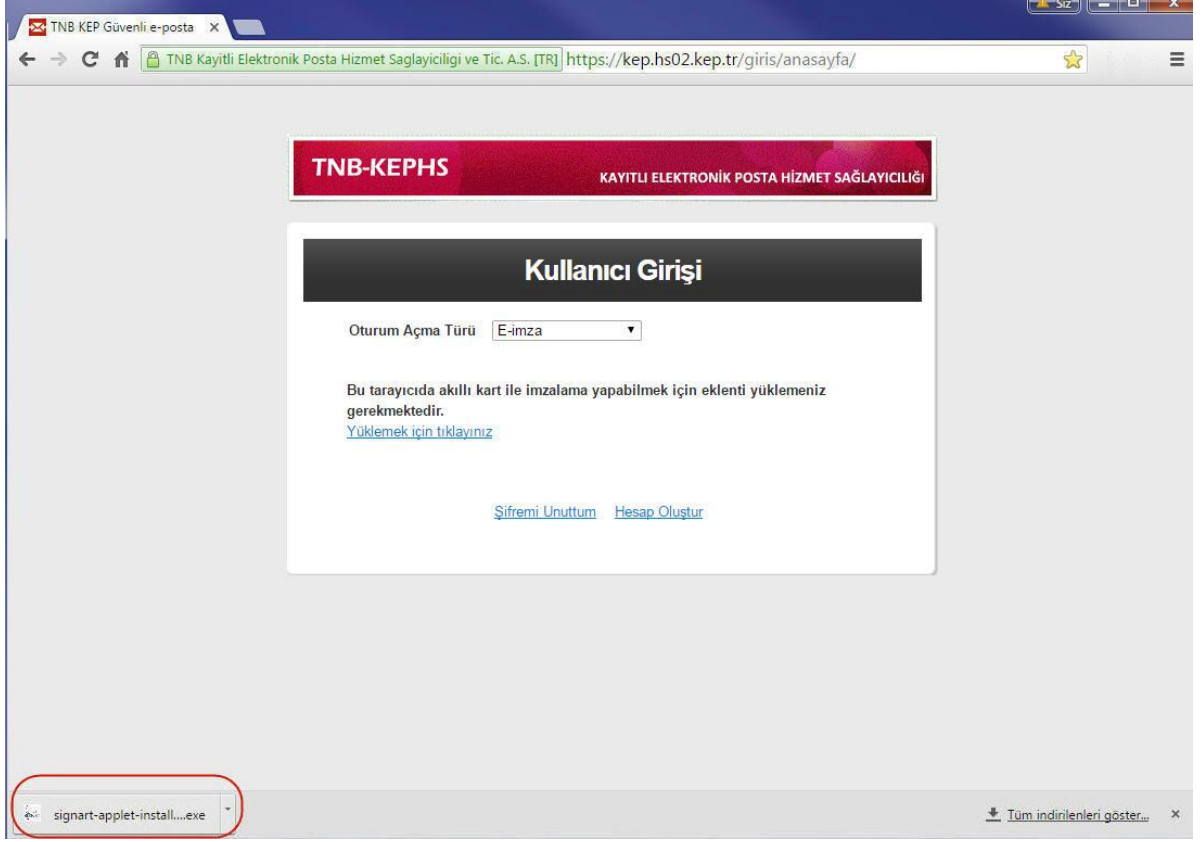 Siz
TNB KEP Güvenli e-posta
TNB Kayitli Elektronik Posta Hizmet Saglayiciligi ve Tic. A.S. [TR] https://kep.hs02.kep.tr/giris/anasayfa/
TNB-KEPHS
KAYITLI ELEKTRONİK POSTA HİZMET SAĞLAYICILIĞI
Kullanıcı Girişi
Oturum Açma Türü E-imza
Bu tarayıcıda akıllı kart ile imzalama yapabilmek için eklenti yüklemeniz
gerekmektedir.
Yüklemek için tıklayınız
Şifremi Unuttum Hesap Oluştur
signart-applet-install....exe Tüm indirilenleri göster...